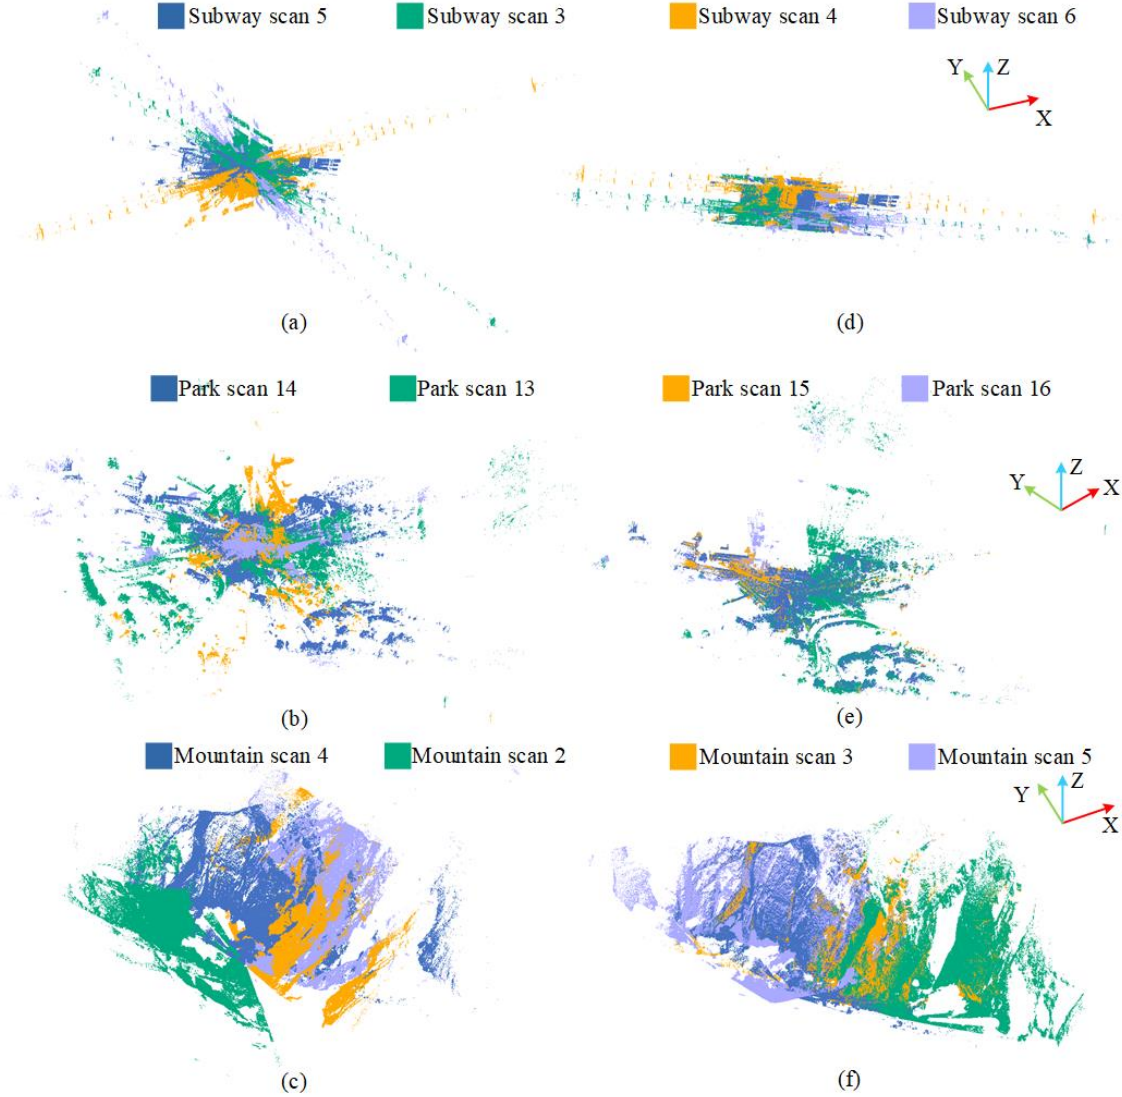 Subway scan 5 Subway scan 3 Subway scan 4 Subway scan 6
Y Z
X
(a) (d)
Park scan 14 Park scan 13 Park scan 15 Park scan 16
Z
Y X
(b) (e)
Mountain scan 4 Mountain scan 2 Mountain scan 3 Mountain scan 5
Y Z
X
(c) (f)